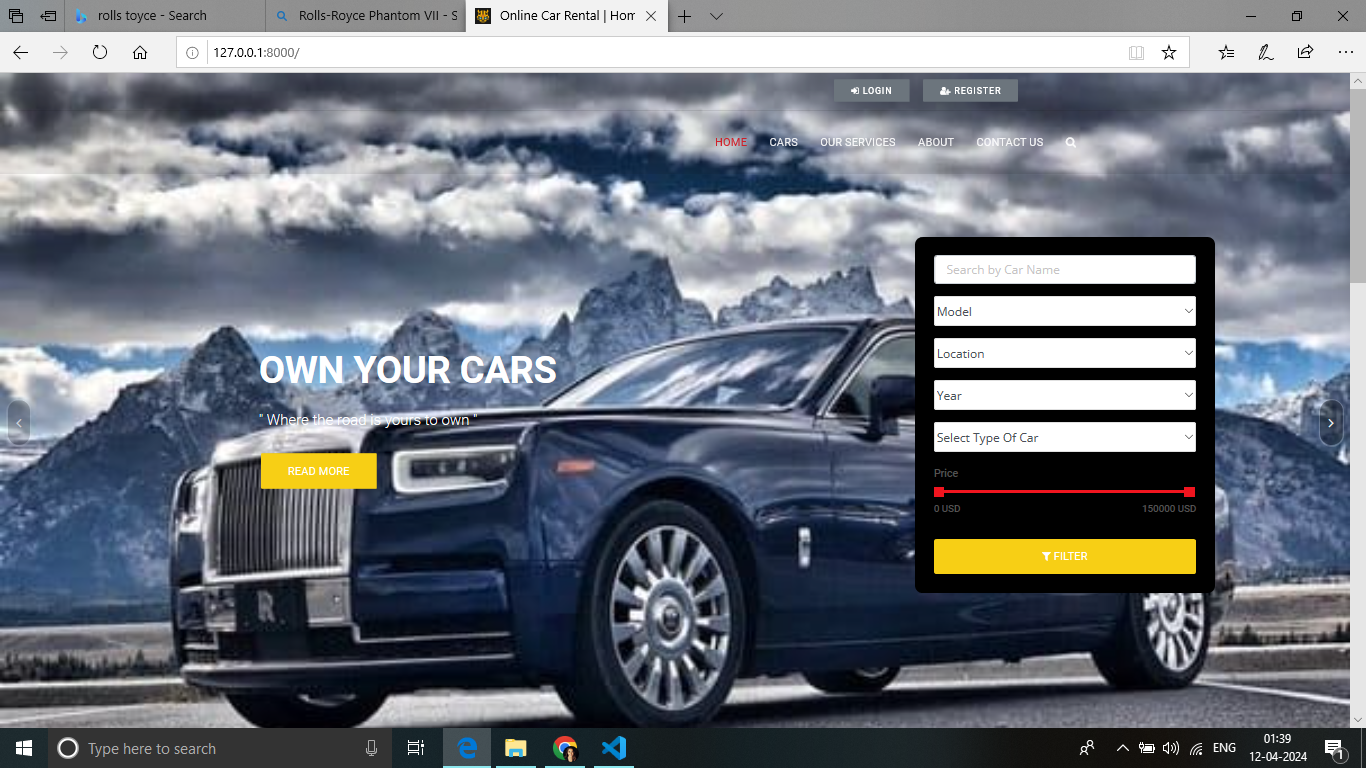 rolls toyce - Search
Rolls-Royce Phantom VII - S
Online Car Rental | Hom
127.0.0.1:8000/
LOGIN
REGISTER
HOME
CARS
OUR SERVICES
ABOUT
CONTACT US
Search by Car Name
Model
Location
Year
Select Type Of Car
Price
0 USD
150000 USD
FILTER
OWN YOUR CARS
" Where the road is yours to own "
READ MORE
R
Type here to search
ENG
01:39
12-04-2024
1